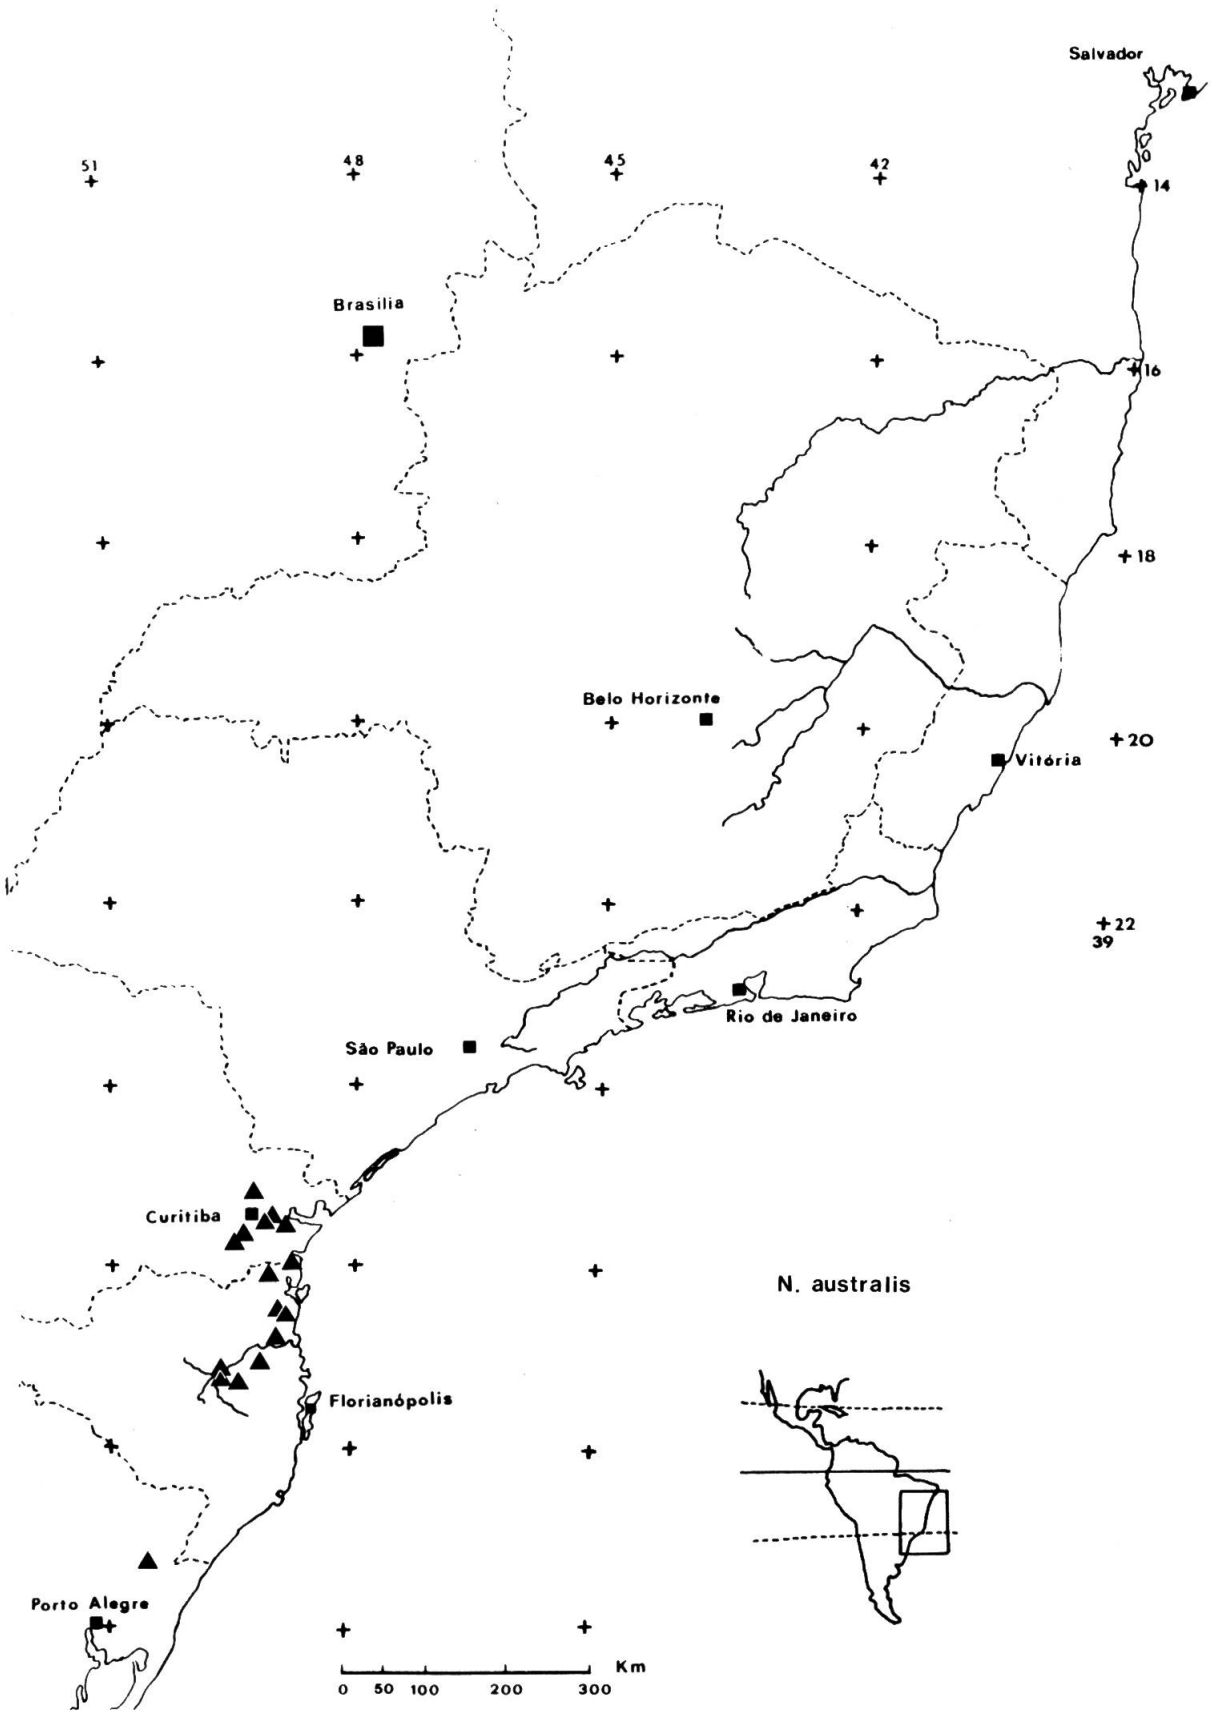 Salvador
51
48
45
42
14
Brasilia
16
18
Belo Horizonte
20
Vitória
22
39
Rio de Janeiro
São Paulo
Curitiba
N. australis
Florianópolis
Porto Alegre
Km
0 50 100 200 300